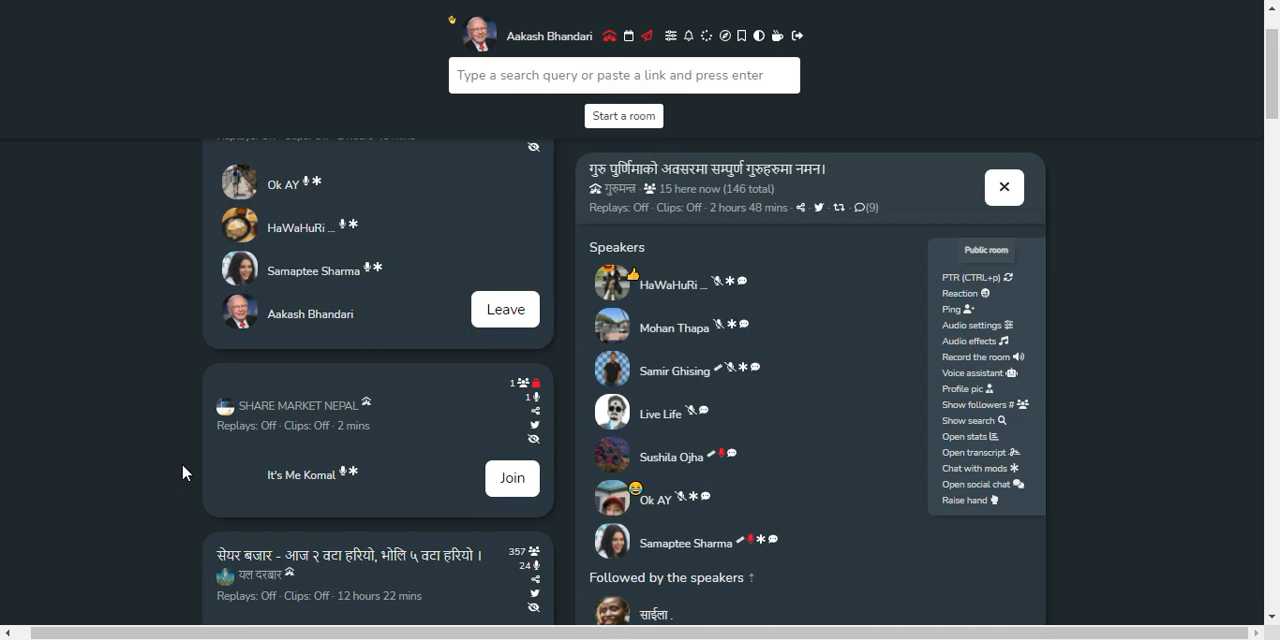 Aakash Bhandari
Type a search query or paste a link and press enter
Start a room
Ok AY
HaWaHuRi ...
Samaptee Sharma
Aakash Bhandari
Leave
1
1
SHARE MARKET NEPAL
Replays: Off · Clips: Off · 2 mins
It's Me Komal
Join
सेयर बजार - आज २ वटा हरियो, भोलि ५ वटा हरियो ।
357
24
यल दरबार
Replays: Off · Clips: Off · 12 hours 22 mins
गुरु पुर्णिमाको अवसरमा सम्पुर्ण गुरुहरुमा नमन।
गुरुमन्त्र · 15 here now (146 total)
Replays: Off · Clips: Off · 2 hours 48 mins · · · · (9)
Speakers
HaWaHuRi ...
Mohan Thapa
Samir Ghising
Live Life
Sushila Ojha
Ok AY
Samaptee Sharma
Followed by the speakers ↑
साईला .
Public room
PTR (CTRL+p)
Reaction
Ping
Audio settings
Audio effects
Record the room
Voice assistant
Profile pic
Show followers #
Show search
Open stats
Open transcript
Chat with mods
Open social chat
Raise hand